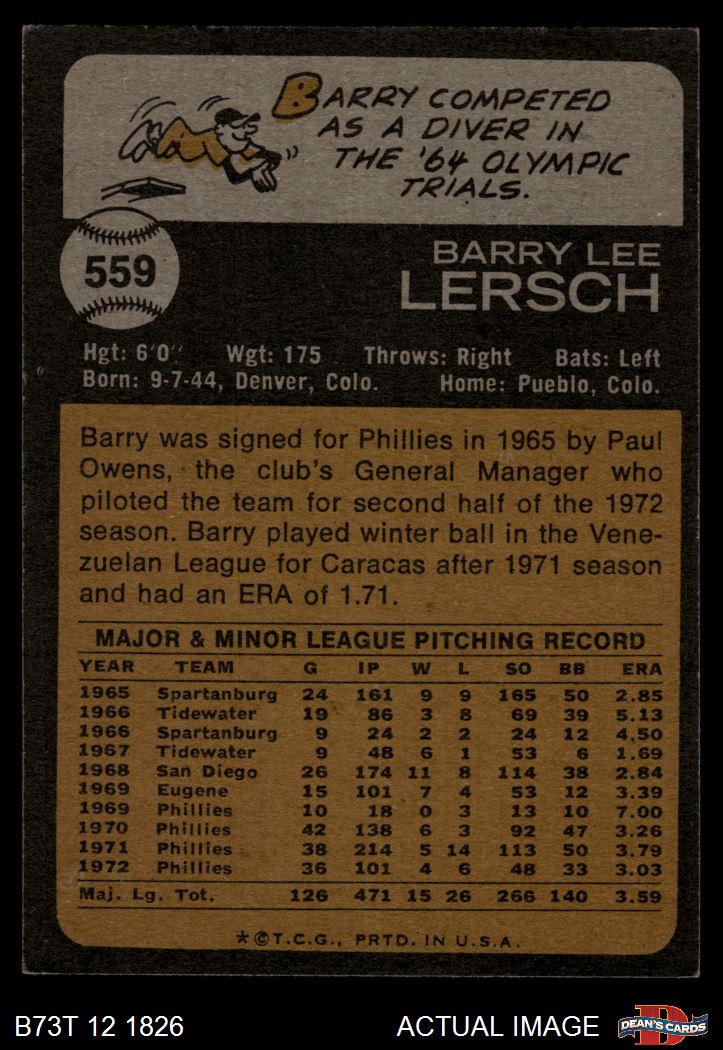 BARRY COMPETED
AS A DIVER IN
THE '64 OLYMPIC
TRIALS.
559
BARRY LEE
LERSCH
Hgt: 6'0" Wgt: 175 Throws: Right Bats: Left
Born: 9-7-44, Denver, Colo. Home: Pueblo, Colo.
Barry was signed for Phillies in 1965 by Paul
Owens, the club's General Manager who
piloted the team for second half of the 1972
season. Barry played winter ball in the Vene-
zuelan League for Caracas after 1971 season
and had an ERA of 1.71.
MAJOR & MINOR LEAGUE PITCHING RECORD
YEAR TEAM G IP W L SO BB ERA
1965 Spartanburg 24 161 9 9 165 50 2.85
1966 Tidewater 19 86 3 8 69 39 5.13
1966 Spartanburg 9 24 2 2 24 12 4.50
1967 Tidewater 9 48 6 1 53 6 1.69
1968 San Diego 26 174 11 8 114 38 2.84
1969 Eugene 15 101 7 4 53 12 3.39
1969 Phillies 10 18 0 3 13 10 7.00
1970 Phillies 42 138 6 3 92 47 3.26
1971 Phillies 38 214 5 14 113 50 3.79
1972 Phillies 36 101 4 6 48 33 3.03
Maj. Lg. Tot. 126 471 15 26 266 140 3.59
*©T.C.G., PRTD. IN U.S.A.
B73T 12 1826 ACTUAL IMAGE D DEAN'S CARDS